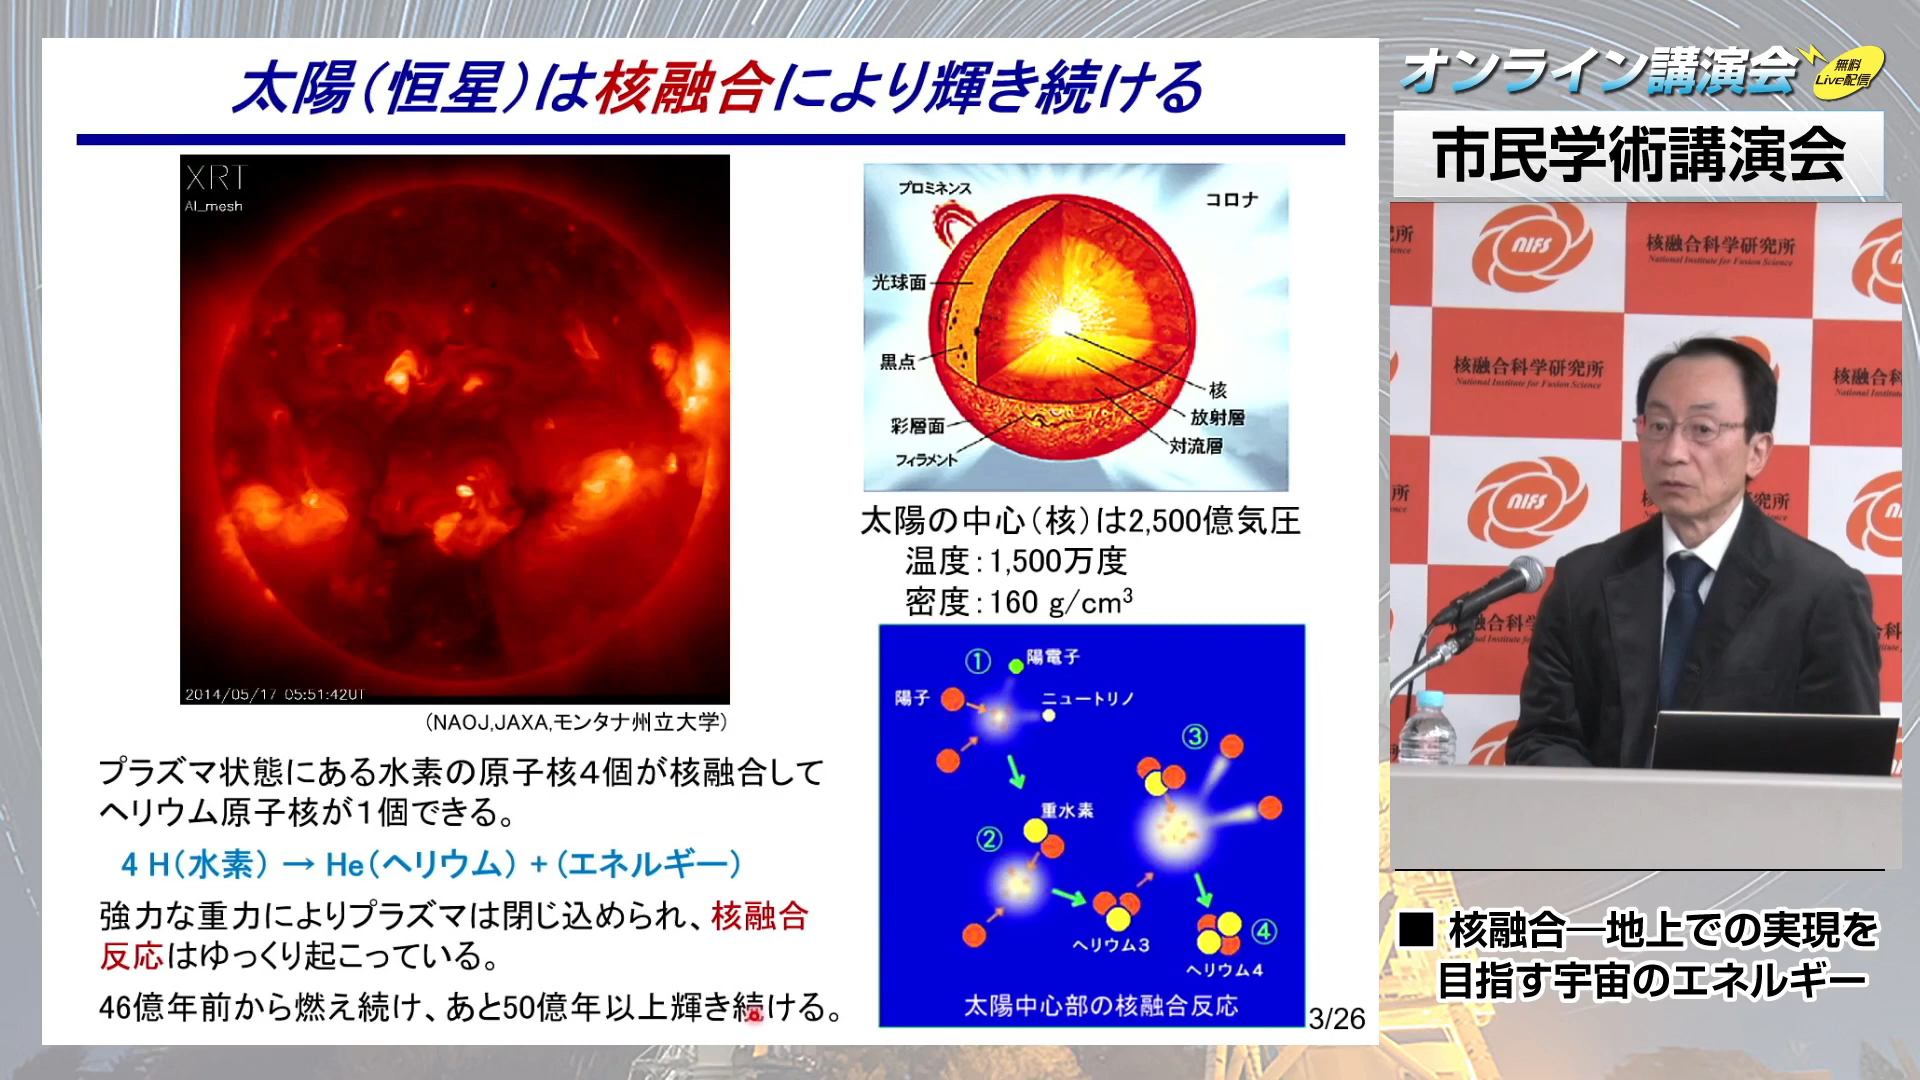 太陽（恒星）は核融合により輝き続ける
XRT
Al_mesh
2014/05/17 05:51:42UT
（NAOJ,JAXA,モンタナ州立大学）
プラズマ状態にある水素の原子核４個が核融合して
ヘリウム原子核が１個できる。
4 H（水素） → He（ヘリウム） + （エネルギー）
強力な重力によりプラズマは閉じ込められ、核融合
反応はゆっくり起こっている。
46億年前から燃え続け、あと50億年以上輝き続ける。
プロミネンス
コロナ
光球面
黒点
彩層面
フィラメント
核
放射層
対流層
太陽の中心（核）は2,500億気圧
温度：1,500万度
密度：160 g/cm³
① 陽電子
陽子
ニュートリノ
③
重水素
②
ヘリウム３
④
ヘリウム４
太陽中心部の核融合反応
3/26
オンライン講演会
無料
Live配信
市民学術講演会
NIFS
核融合科学研究所
National Institute for Fusion Science
核融合科学研究所
National Institute for Fusion Science
NIFS
■ 核融合―地上での実現を
目指す宇宙のエネルギー